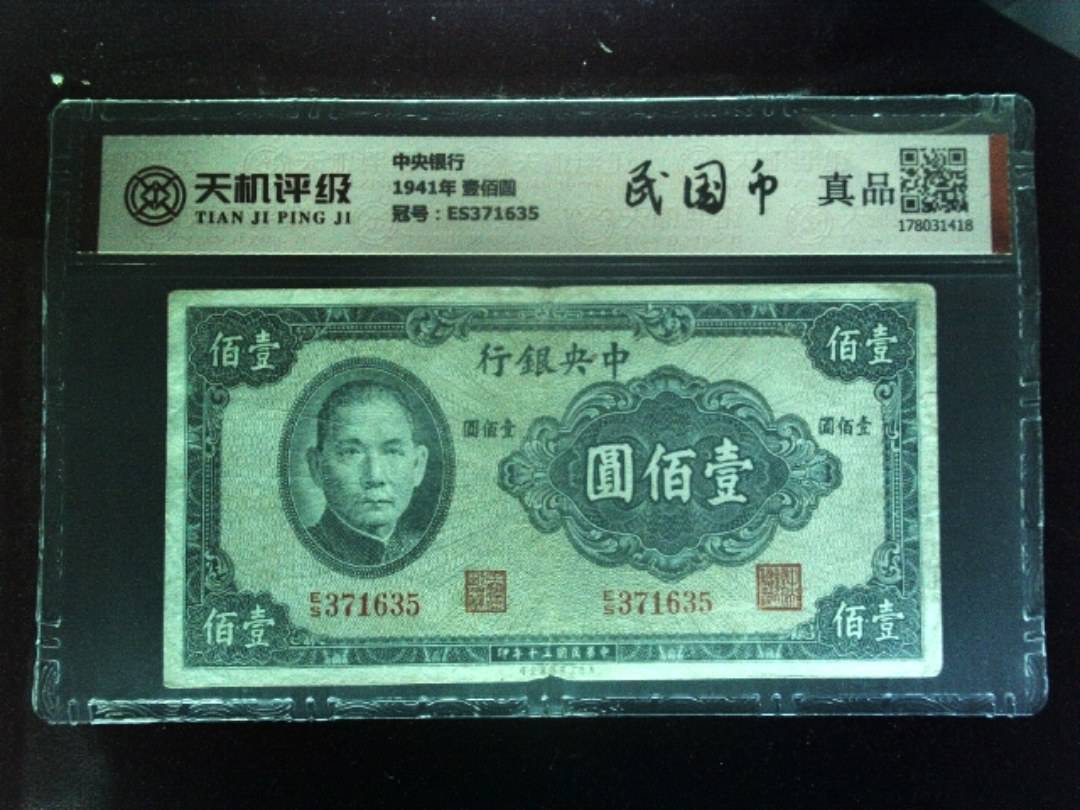 天机评级
TIAN JI PING JI
中央银行
1941年 壹佰圆
冠号：ES371635
民国币
真品
178031418
佰壹
行銀央中
佰壹
圓佰壹
圓佰壹
圓佰壹
ES371635
ES371635
佰壹
佰壹
印年十三國民華中